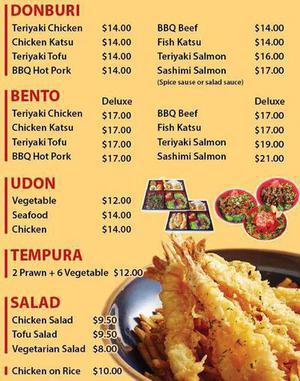 DONBURI
Teriyaki Chicken $14.00
Chicken Katsu $14.00
Teriyaki Tofu $14.00
BBQ Hot Pork $14.00
BBQ Beef $14.00
Fish Katsu $14.00
Teriyaki Salmon $16.00
Sashimi Salmon $17.00
(Spice sause or salad sauce)
BENTO
Deluxe
Teriyaki Chicken $17.00
Chicken Katsu $17.00
Teriyaki Tofu $17.00
BBQ Hot Pork $17.00
Deluxe
BBQ Beef $17.00
Fish Katsu $17.00
Teriyaki Salmon $19.00
Sashimi Salmon $21.00
UDON
Vegetable $12.00
Seafood $14.00
Chicken $14.00
TEMPURA
2 Prawn + 6 Vegetable $12.00
SALAD
Chicken Salad $9.50
Tofu Salad $9.50
Vegetarian Salad $8.00
Chicken on Rice $10.00